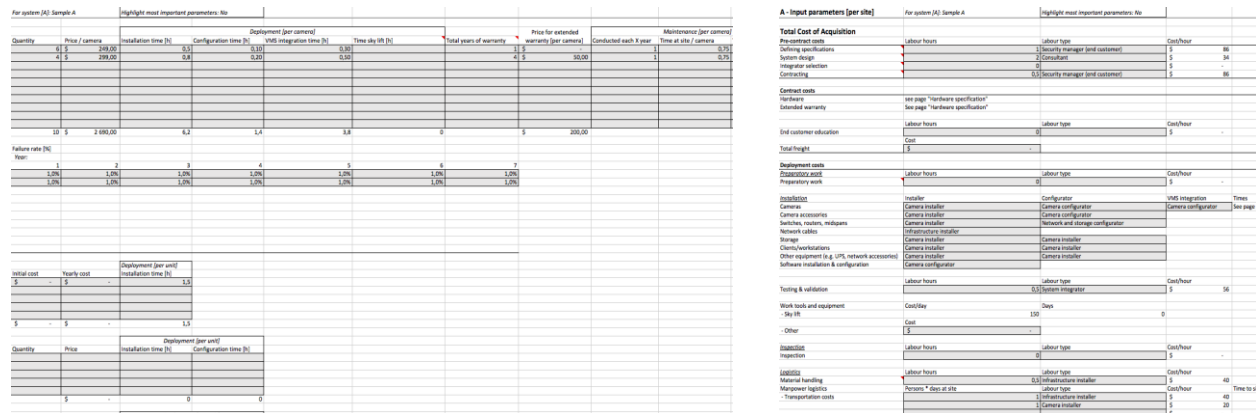 For system [A]: Sample A Highlight most important parameters: No
Deployment [per camera] Price for extended Maintenance [per camera]
Quantity Price / camera Installation time [h] Configuration time [h] VMS integration time [h] Time sky lift [h] Total years of warranty warranty [per camera] Conducted each X year Time at site / camera
6 $ 249,00 0,5 0,10 0,30 1 $ - 1 0,75
4 $ 299,00 0,8 0,20 0,50 4 $ 50,00 1 0,75
10 $ 2 690,00 6,2 1,4 3,8 0 $ 200,00
Failure rate [%]
Year:
1 2 3 4 5 6 7
1,0% 1,0% 1,0% 1,0% 1,0% 1,0% 1,0%
1,0% 1,0% 1,0% 1,0% 1,0% 1,0% 1,0%
Deployment [per unit]
Initial cost Yearly cost Installation time [h]
$ - $ - 1,5
$ - $ - 1,5
Deployment [per unit]
Quantity Price Installation time [h] Configuration time [h]
$ - 0 0
A - Input parameters [per site] For system [A]: Sample A Highlight most important parameters: No
Total Cost of Acquisition
Pre-contract costs Labour hours Labour type Cost/hour
Defining specifications 1 Security manager (end customer) $ 86
System design 2 Consultant $ 34
Integrator selection 0 $ -
Contracting 0,5 Security manager (end customer) $ 86
Contract costs
Hardware see page "Hardware specification"
Extended warranty See page "Hardware specification"
Labour hours Labour type Cost/hour
End customer education 0 $ -
Cost
Total freight $ -
Deployment costs
Preparatory work Labour hours Labour type Cost/hour
Preparatory work 0 $ -
Installation Installer Configurator VMS integration Times
Cameras Camera installer Camera configurator Camera configurator See page
Camera accessories Camera installer Camera configurator
Switches, routers, midspans Camera installer Network and storage configurator
Network cables Infrastructure installer
Storage Camera installer Camera installer
Clients/workstations Camera installer Camera installer
Other equipment (e.g. UPS, network accessories) Camera installer Camera installer
Software installation & configuration Camera configurator
Labour hours Labour type Cost/hour
Testing & validation 0,5 System integrator $ 56
Work tools and equipment Cost/day Days
- Sky lift 150 0
Cost
- Other $ -
Inspection Labour hours Labour type Cost/hour
Inspection 0 $ -
Logistics Labour hours Labour type Cost/hour
Material handling 0,5 Infrastructure installer $ 40
Manpower logistics Persons * days at site Labour type Cost/hour Time to si
- Transportation costs 1 Infrastructure installer $ 40
1 Camera installer $ 20